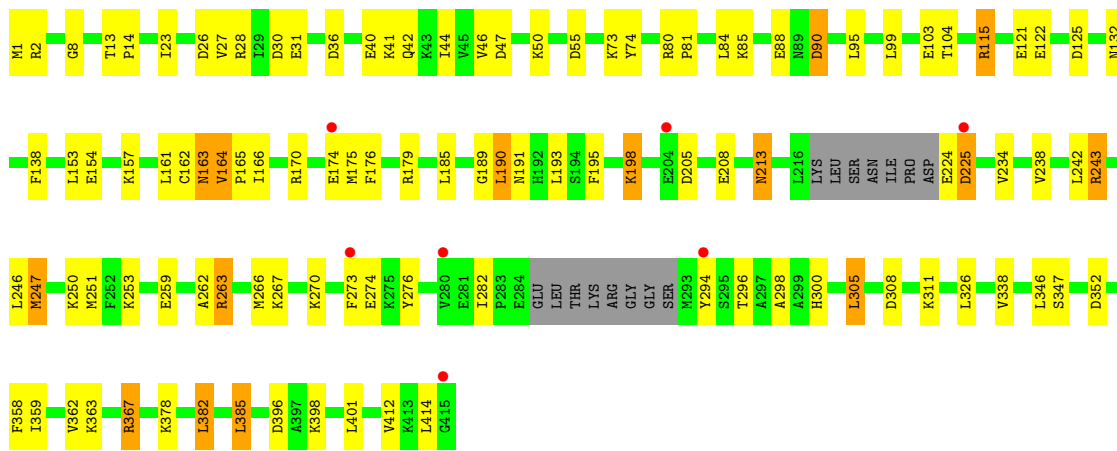 M1 R2 G8 T13 P14 I23 D26 V27 R28 I29 D30 E31 D36 E40 K41 Q42 K43 I44 V45 V46 D47 K50 D55 K73 Y74 R80 P81 L84 K85 E88 N89 D90 L95 L99 E103 T104 R115 E121 E122 D125 N132
F138 L153 E154 K157 L161 C162 N163 V164 P165 I166 R170 E174 M175 F176 R179 L185 G189 L190 N191 H192 L193 S194 F195 K198 E204 D205 E208 N213 L216 LYS LEU SER ASN ILE PRO ASP E224 D225 V234 V238 L242 R243
L246 M247 K250 M251 F252 K253 E259 A262 R263 M266 K267 K270 F273 E274 K275 Y276 V280 E281 I282 P283 E284 GLU LEU THR LYS ARG GLY GLY SER M293 Y294 S295 T296 A297 A298 A299 H300 L305 D308 K311 L326 V338 L346 S347 D352
F358 I359 V362 K363 R367 K378 L382 L385 D396 A397 K398 L401 V412 K413 L414 G415